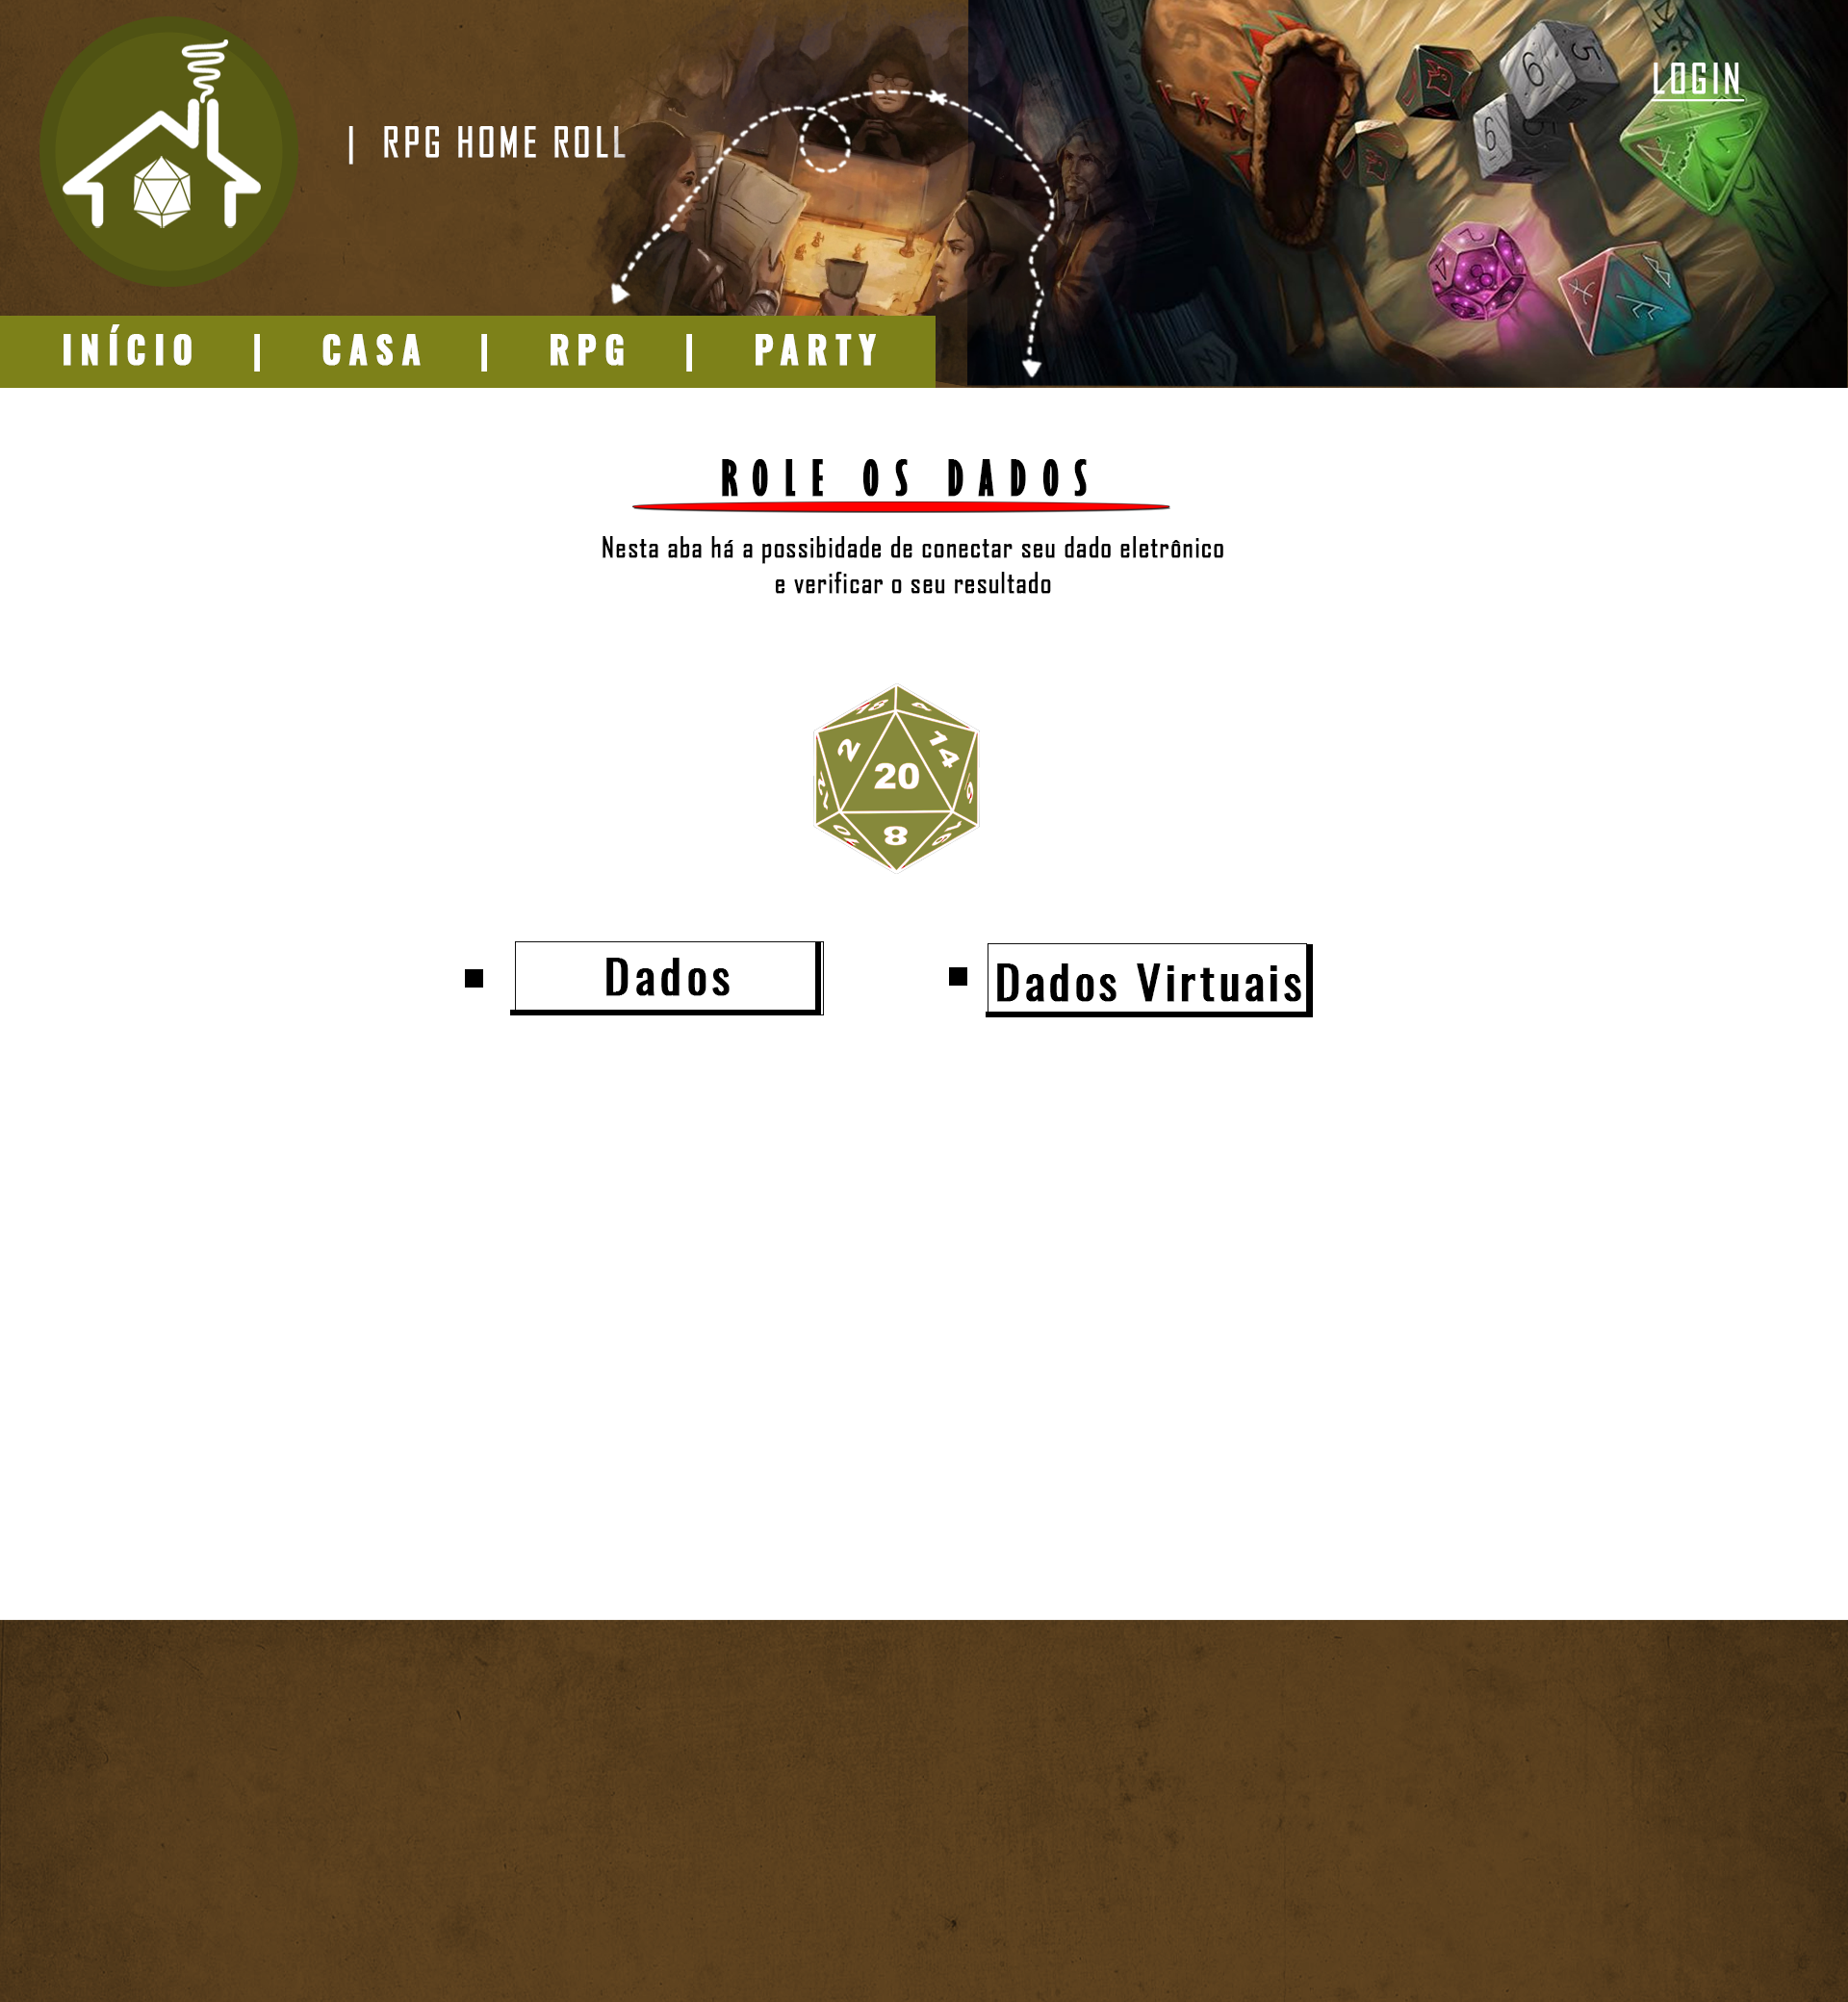 LOGIN
| RPG HOME ROLL
INÍCIO | CASA | RPG | PARTY
ROLE OS DADOS
Nesta aba há a possibidade de conectar seu dado eletrônico
e verificar o seu resultado
2
14
20
8
Dados
Dados Virtuais